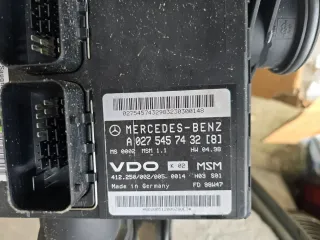 MERCEDES-BENZ
A 027 545 74 32 [8]
MS 0002 MSM 1.1 HW 04.98
VDO K 02 MSM
412.250/002/005 0014 H03 S01
Made in Germany FD 98W47